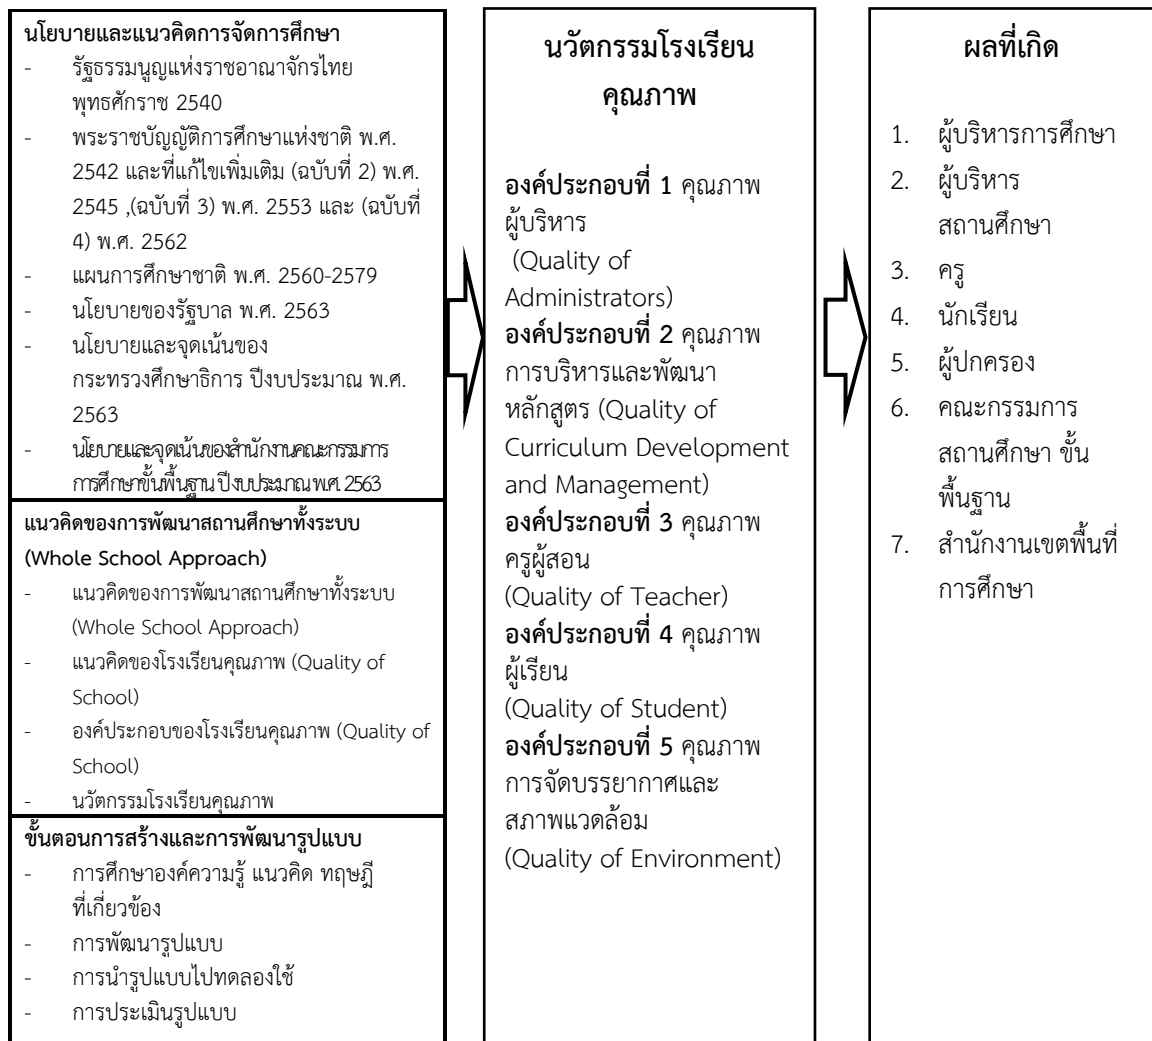 นโยบายและแนวคิดการจัดการศึกษา
- รัฐธรรมนูญแห่งราชอาณาจักรไทย
พุทธศักราช 2540
- พระราชบัญญัติการศึกษาแห่งชาติ พ.ศ.
2542 และที่แก้ไขเพิ่มเติม (ฉบับที่ 2) พ.ศ.
2545 ,(ฉบับที่ 3) พ.ศ. 2553 และ (ฉบับที่
4) พ.ศ. 2562
- แผนการศึกษาชาติ พ.ศ. 2560-2579
- นโยบายของรัฐบาล พ.ศ. 2563
- นโยบายและจุดเน้นของ
กระทรวงศึกษาธิการ ปีงบประมาณ พ.ศ.
2563
- นโยบายและจุดเน้นของสำนักงานคณะกรรมการ
การศึกษาขั้นพื้นฐาน ปีงบประมาณ พ.ศ. 2563
แนวคิดของการพัฒนาสถานศึกษาทั้งระบบ
(Whole School Approach)
- แนวคิดของการพัฒนาสถานศึกษาทั้งระบบ
(Whole School Approach)
- แนวคิดของโรงเรียนคุณภาพ (Quality of
School)
- องค์ประกอบของโรงเรียนคุณภาพ (Quality of
School)
- นวัตกรรมโรงเรียนคุณภาพ
ขั้นตอนการสร้างและการพัฒนารูปแบบ
- การศึกษาองค์ความรู้ แนวคิด ทฤษฎี
ที่เกี่ยวข้อง
- การพัฒนารูปแบบ
- การนำรูปแบบไปทดลองใช้
- การประเมินรูปแบบ
นวัตกรรมโรงเรียน
คุณภาพ
องค์ประกอบที่ 1 คุณภาพ
ผู้บริหาร
(Quality of
Administrators)
องค์ประกอบที่ 2 คุณภาพ
การบริหารและพัฒนา
หลักสูตร (Quality of
Curriculum Development
and Management)
องค์ประกอบที่ 3 คุณภาพ
ครูผู้สอน
(Quality of Teacher)
องค์ประกอบที่ 4 คุณภาพ
ผู้เรียน
(Quality of Student)
องค์ประกอบที่ 5 คุณภาพ
การจัดบรรยากาศและ
สภาพแวดล้อม
(Quality of Environment)
ผลที่เกิด
1. ผู้บริหารการศึกษา
2. ผู้บริหาร
สถานศึกษา
3. ครู
4. นักเรียน
5. ผู้ปกครอง
6. คณะกรรมการ
สถานศึกษา ขั้น
พื้นฐาน
7. สำนักงานเขตพื้นที่
การศึกษา